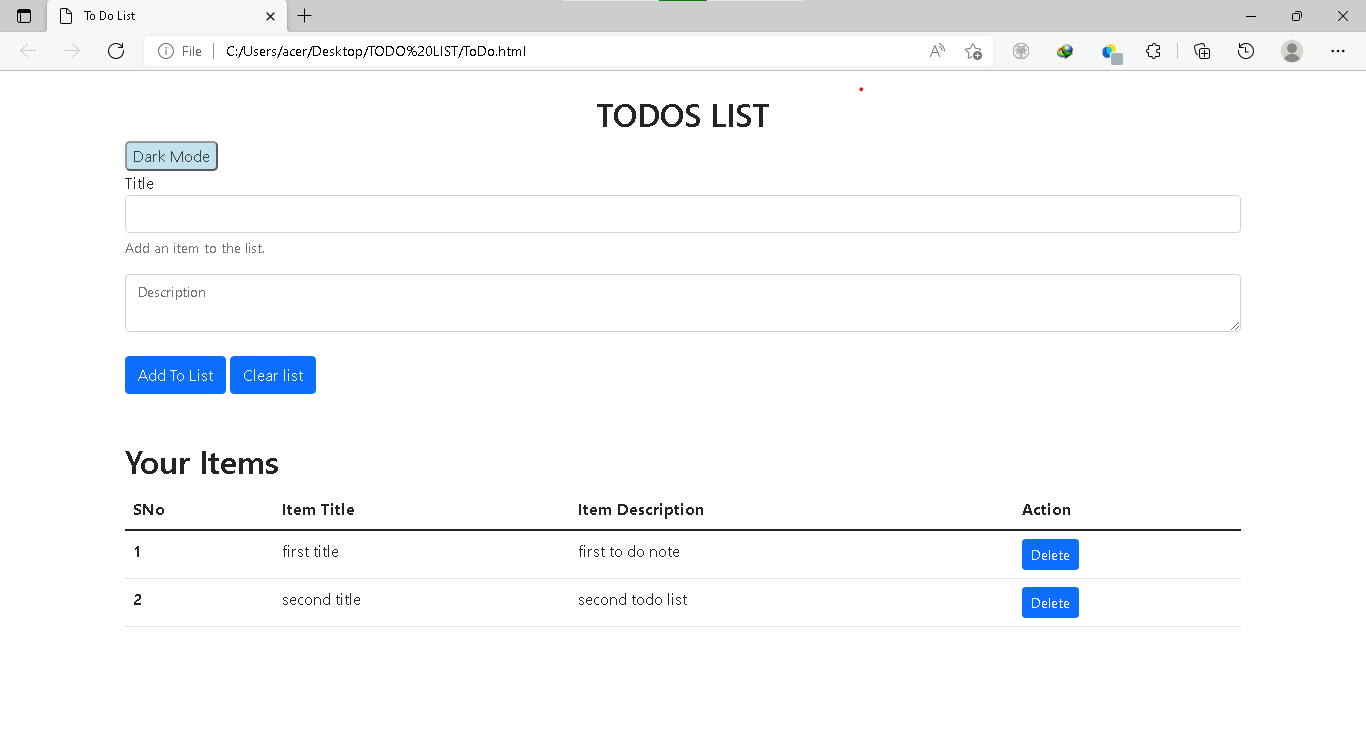 To Do List
File C:/Users/acer/Desktop/TODO%20LIST/ToDo.html
TODOS LIST
Dark Mode
Title
Add an item to the list.
Description
Add To List Clear list
Your Items
SNo Item Title Item Description Action
1 first title first to do note Delete
2 second title second todo list Delete